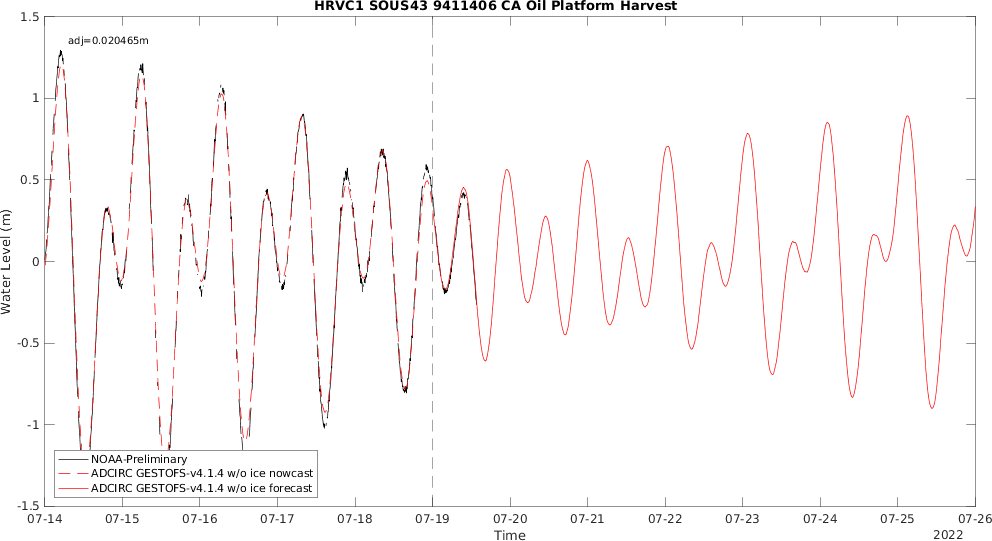 HRVC1 SOUS43 9411406 CA Oil Platform Harvest
1.5
adj=0.020465m
1
0.5
0
-0.5
-1
-1.5
Water Level (m)
NOAA-Preliminary
ADCIRC GESTOFS-v4.1.4 w/o ice nowcast
ADCIRC GESTOFS-v4.1.4 w/o ice forecast
07-14 07-15 07-16 07-17 07-18 07-19 07-20 07-21 07-22 07-23 07-24 07-25 07-26
Time
2022